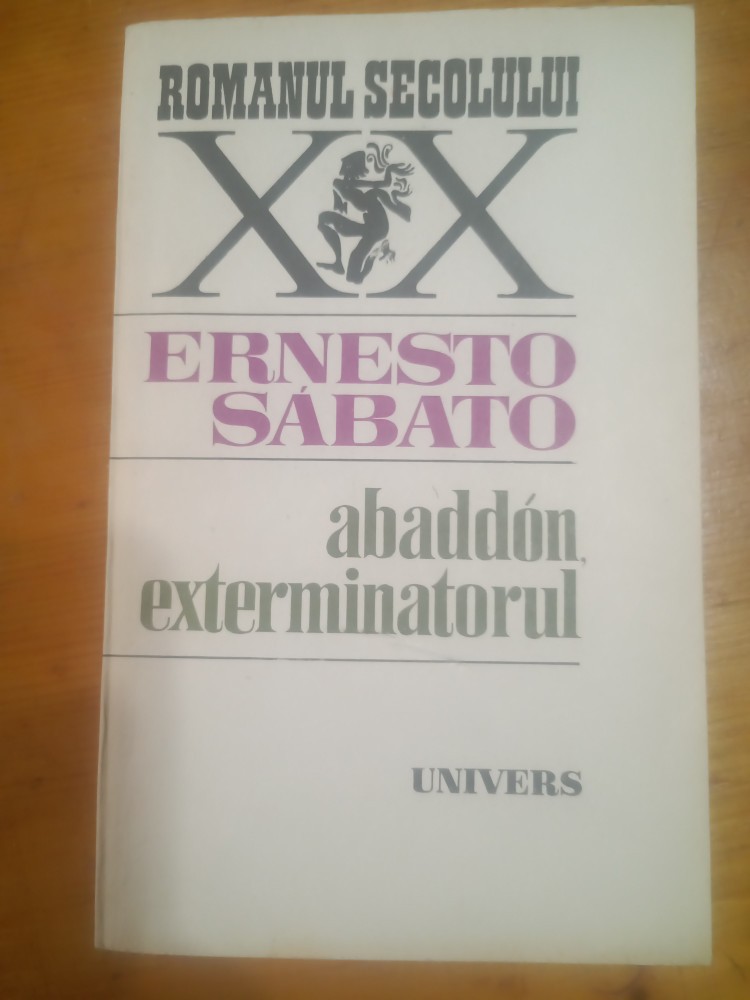 ROMANUL SECOLULUI
XX
ERNESTO
SÁBATO
abaddón,
exterminatorul
UNIVERS